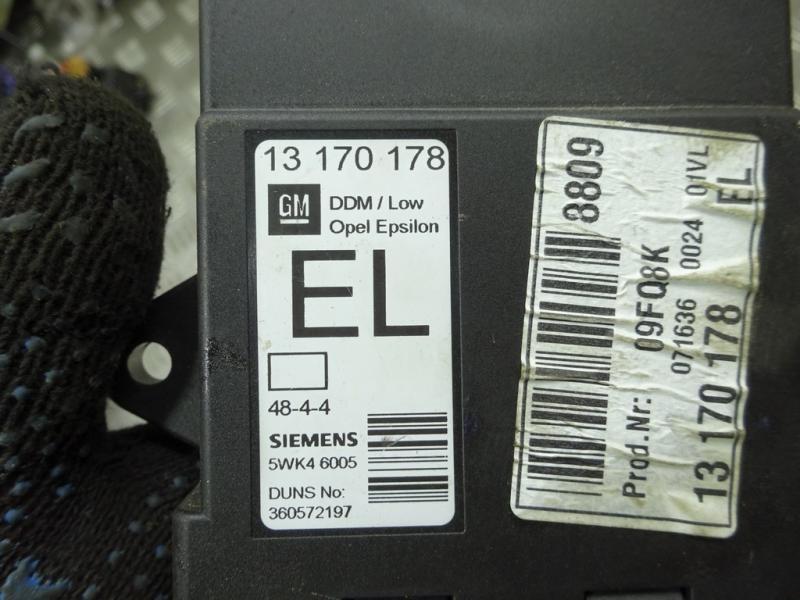 13 170 178
GM
DDM / Low
Opel Epsilon
EL
48-4-4
SIEMENS
5WK4 6005
DUNS No:
360572197
8809
Prod.Nr: 09FQ8K
071636 0024 01VL
13 170 178 EL